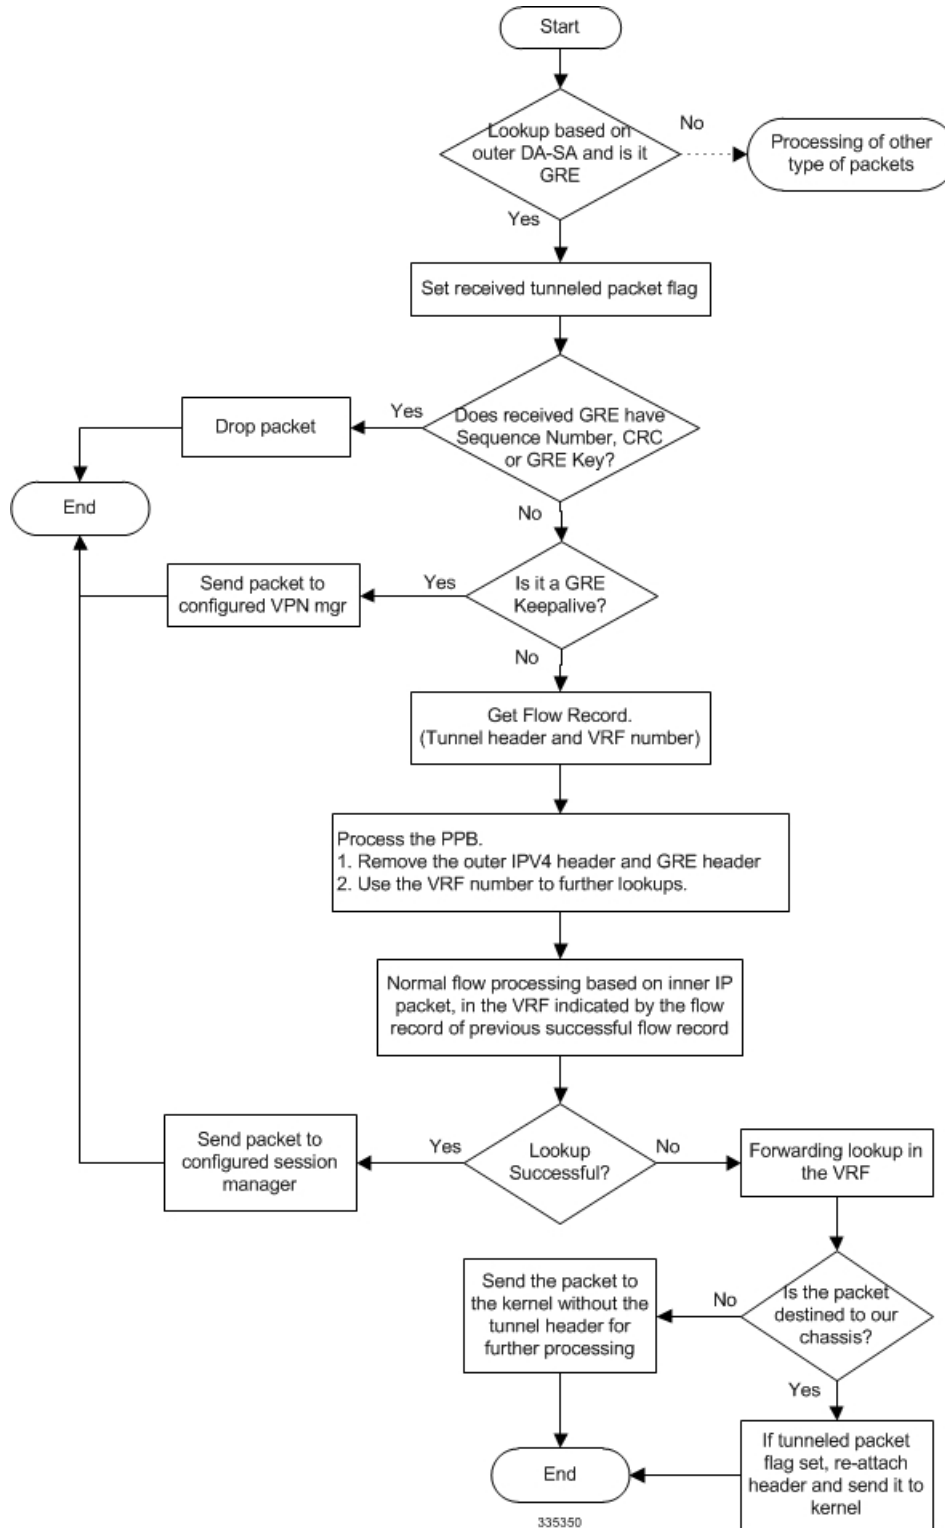 Start
Lookup based on
outer DA-SA and is it
GRE
No
Processing of other
type of packets
Yes
Set received tunneled packet flag
Does received GRE have
Sequence Number, CRC
or GRE Key?
Yes
Drop packet
End
No
Is it a GRE
Keepalive?
Yes
Send packet to
configured VPN mgr
No
Get Flow Record.
(Tunnel header and VRF number)
Process the PPB.
1. Remove the outer IPV4 header and GRE header
2. Use the VRF number to further lookups.
Normal flow processing based on inner IP
packet, in the VRF indicated by the flow
record of previous successful flow record
Lookup
Successful?
Yes
Send packet to
configured session
manager
No
Forwarding lookup in
the VRF
Is the packet
destined to our
chassis?
No
Send the packet to
the kernel without the
tunnel header for
further processing
Yes
If tunneled packet
flag set, re-attach
header and send it to
kernel
End
335350